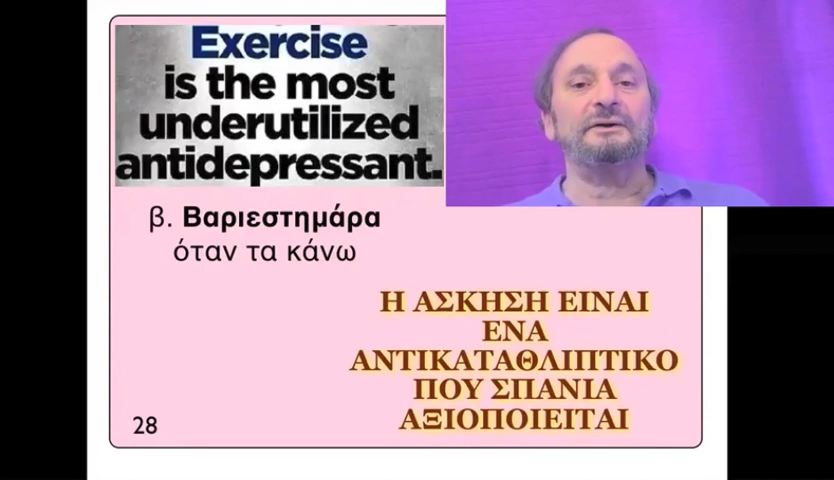 Exercise
is the most
underutilized
antidepressant.
β. Βαριεστημάρα
όταν τα κάνω
Η ΑΣΚΗΣΗ ΕΙΝΑΙ
ΕΝΑ
ΑΝΤΙΚΑΤΑΘΛΙΠΤΙΚΟ
ΠΟΥ ΣΠΑΝΙΑ
ΑΞΙΟΠΟΙΕΙΤΑΙ
28